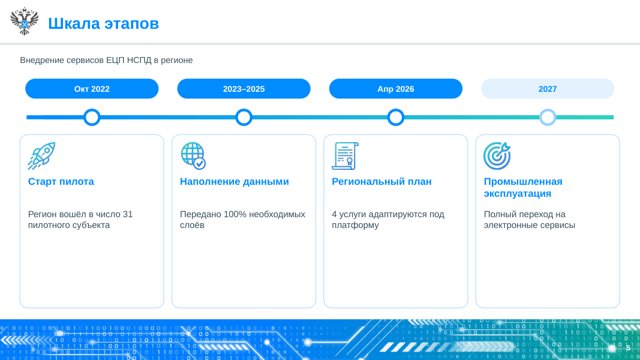 Шкала этапов
Внедрение сервисов ЕЦП НСПД в регионе
Окт 2022
2023–2025
Апр 2026
2027
Старт пилота
Регион вошёл в число 31
пилотного субъекта
Наполнение данными
Передано 100% необходимых
слоёв
Региональный план
4 услуги адаптируются под
платформу
Промышленная
эксплуатация
Полный переход на
электронные сервисы
5